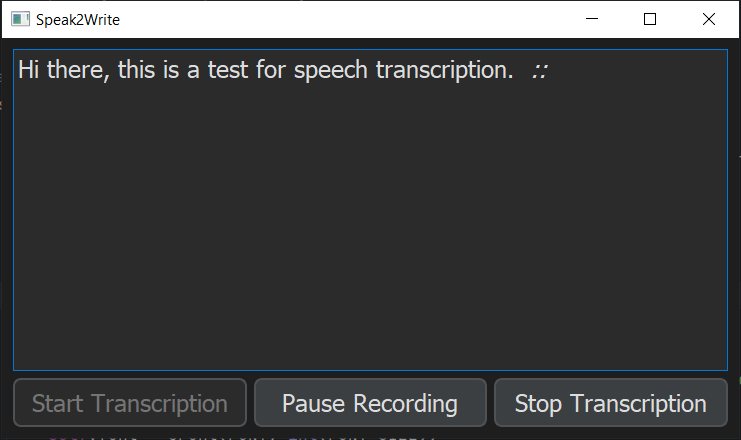 Speak2Write
Hi there, this is a test for speech transcription.  ::
Start Transcription
Pause Recording
Stop Transcription